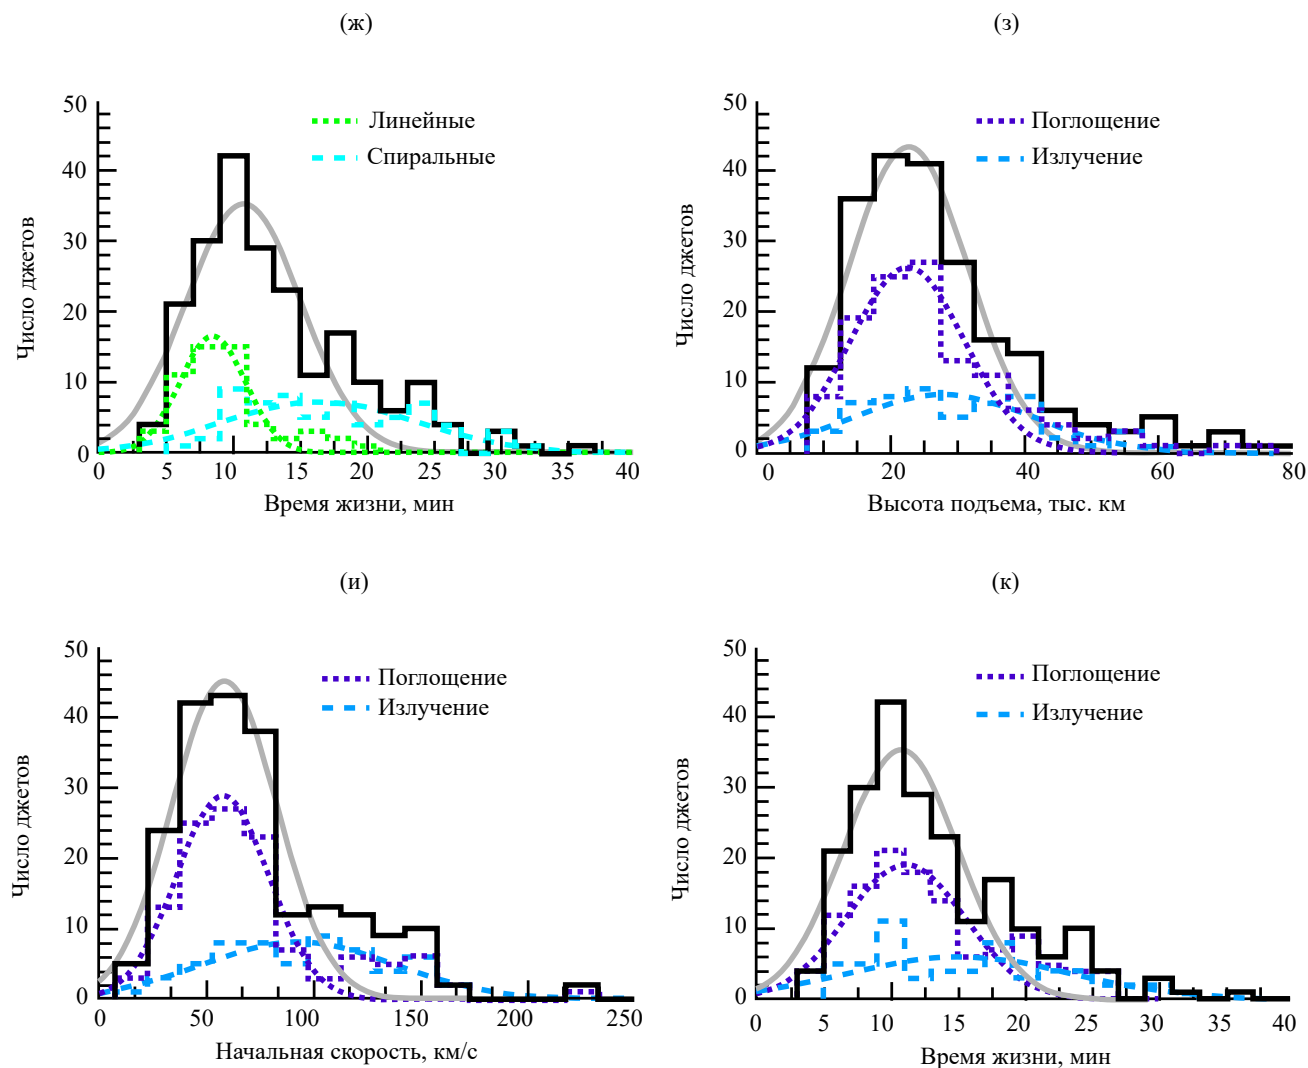 (ж)
50
40
30
20
10
0
Число джетов
Линейные
Спиральные
0 5 10 15 20 25 30 35 40
Время жизни, мин
(з)
50
40
30
20
10
0
Число джетов
Поглощение
Излучение
0 20 40 60 80
Высота подъема, тыс. км
(и)
50
40
30
20
10
0
Число джетов
Поглощение
Излучение
0 50 100 150 200 250
Начальная скорость, км/с
(к)
50
40
30
20
10
0
Число джетов
Поглощение
Излучение
0 5 10 15 20 25 30 35 40
Время жизни, мин